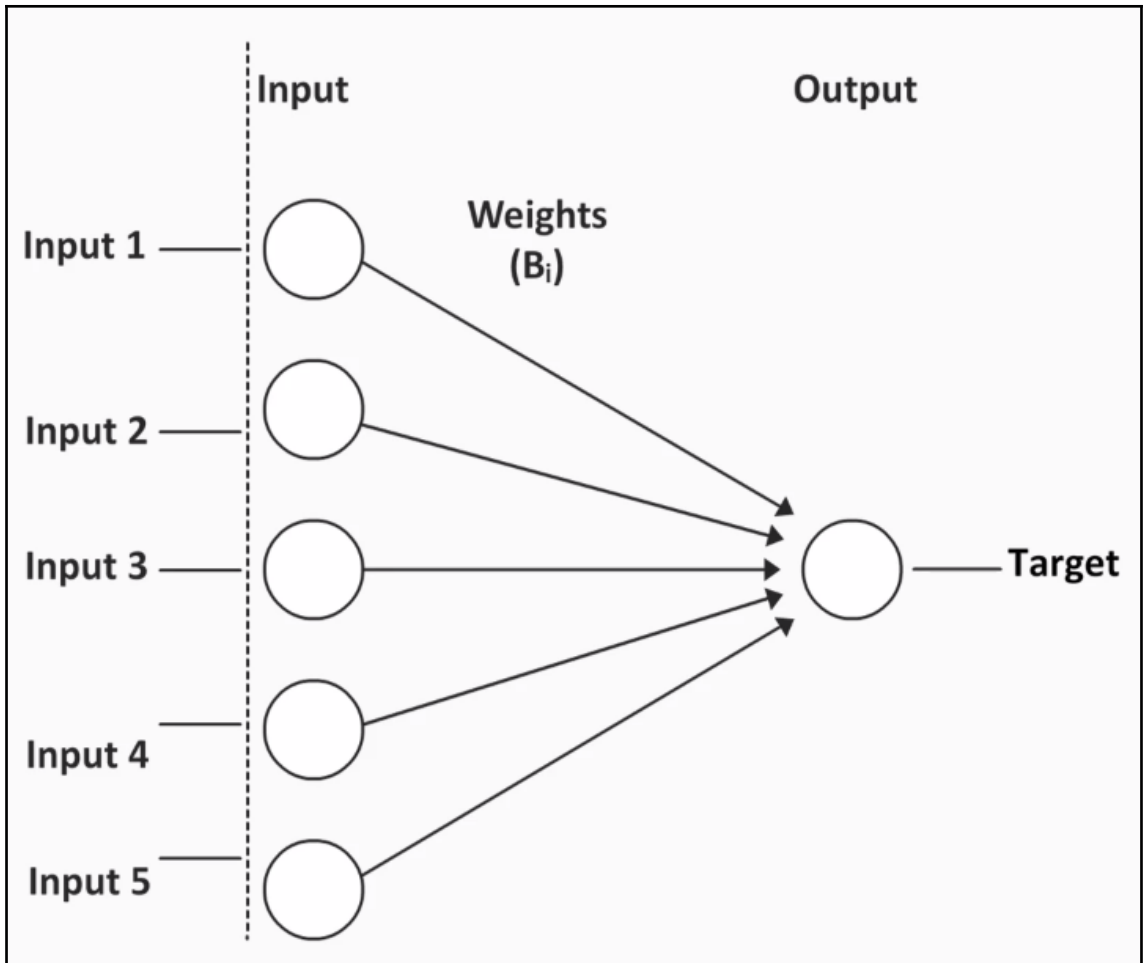 Input
Output
Weights
(Bᵢ)
Input 1
Input 2
Input 3
Target
Input 4
Input 5